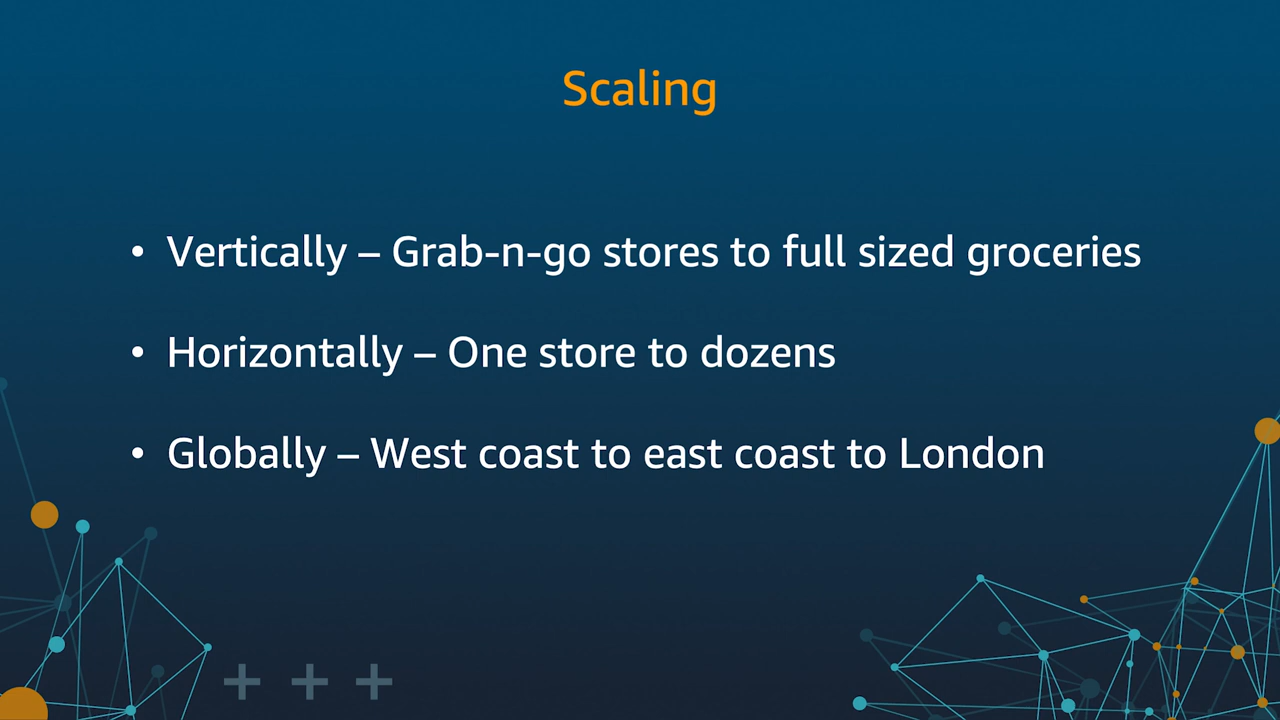 Scaling
• Vertically – Grab-n-go stores to full sized groceries
• Horizontally – One store to dozens
• Globally – West coast to east coast to London